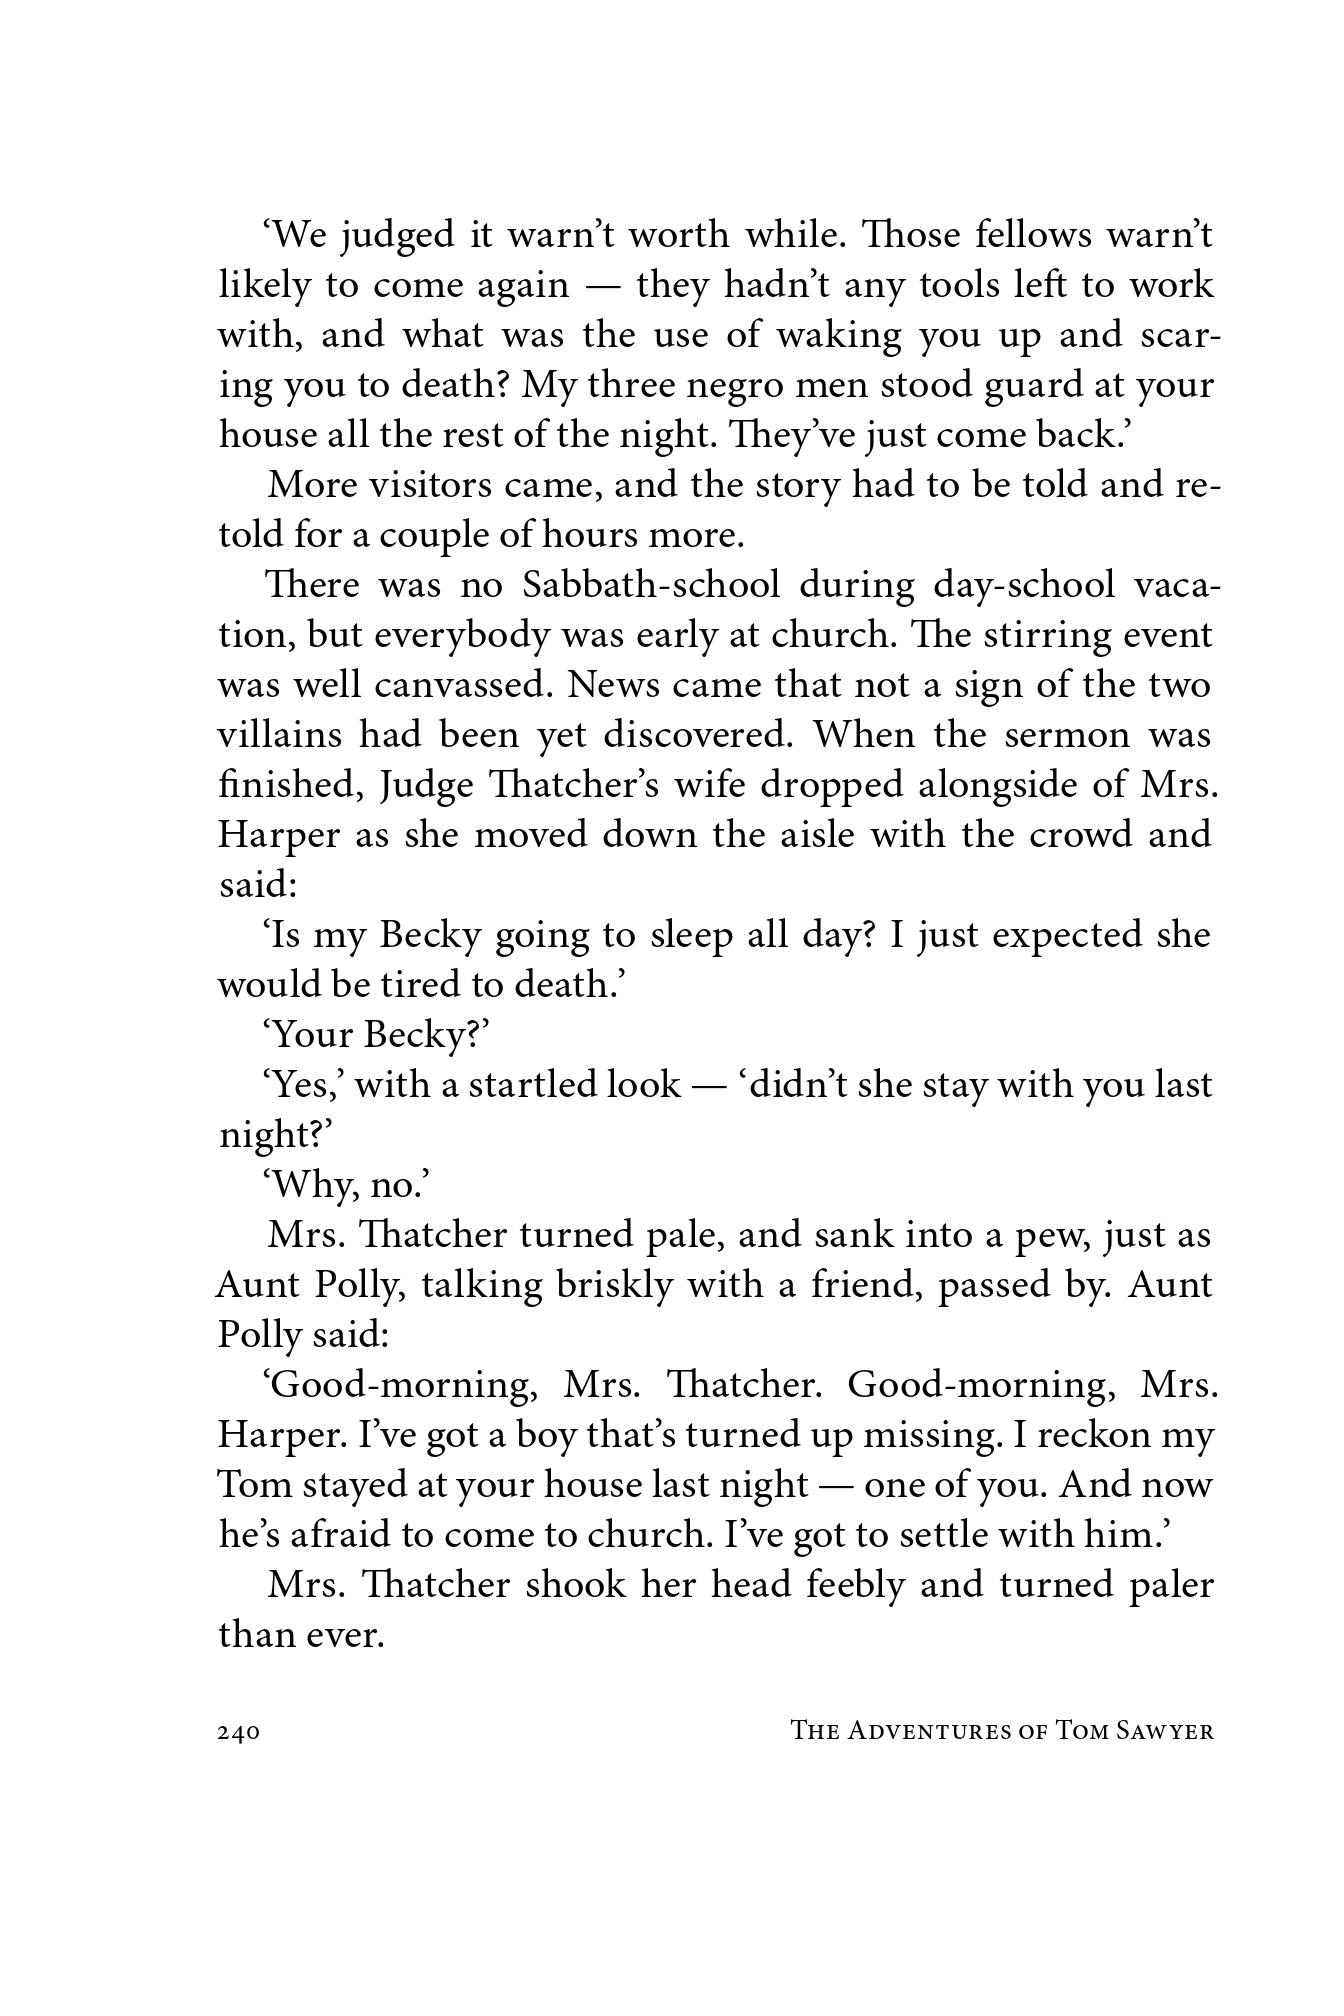 ‘We judged it warn’t worth while. Those fellows warn’t
likely to come again — they hadn’t any tools left to work
with, and what was the use of waking you up and scar-
ing you to death? My three negro men stood guard at your
house all the rest of the night. They’ve just come back.’
More visitors came, and the story had to be told and re-
told for a couple of hours more.
There was no Sabbath-school during day-school vaca-
tion, but everybody was early at church. The stirring event
was well canvassed. News came that not a sign of the two
villains had been yet discovered. When the sermon was
finished, Judge Thatcher’s wife dropped alongside of Mrs.
Harper as she moved down the aisle with the crowd and
said:
‘Is my Becky going to sleep all day? I just expected she
would be tired to death.’
‘Your Becky?’
‘Yes,’ with a startled look — ‘didn’t she stay with you last
night?’
‘Why, no.’
Mrs. Thatcher turned pale, and sank into a pew, just as
Aunt Polly, talking briskly with a friend, passed by. Aunt
Polly said:
‘Good-morning, Mrs. Thatcher. Good-morning, Mrs.
Harper. I’ve got a boy that’s turned up missing. I reckon my
Tom stayed at your house last night — one of you. And now
he’s afraid to come to church. I’ve got to settle with him.’
Mrs. Thatcher shook her head feebly and turned paler
than ever.
240 The Adventures of Tom Sawyer